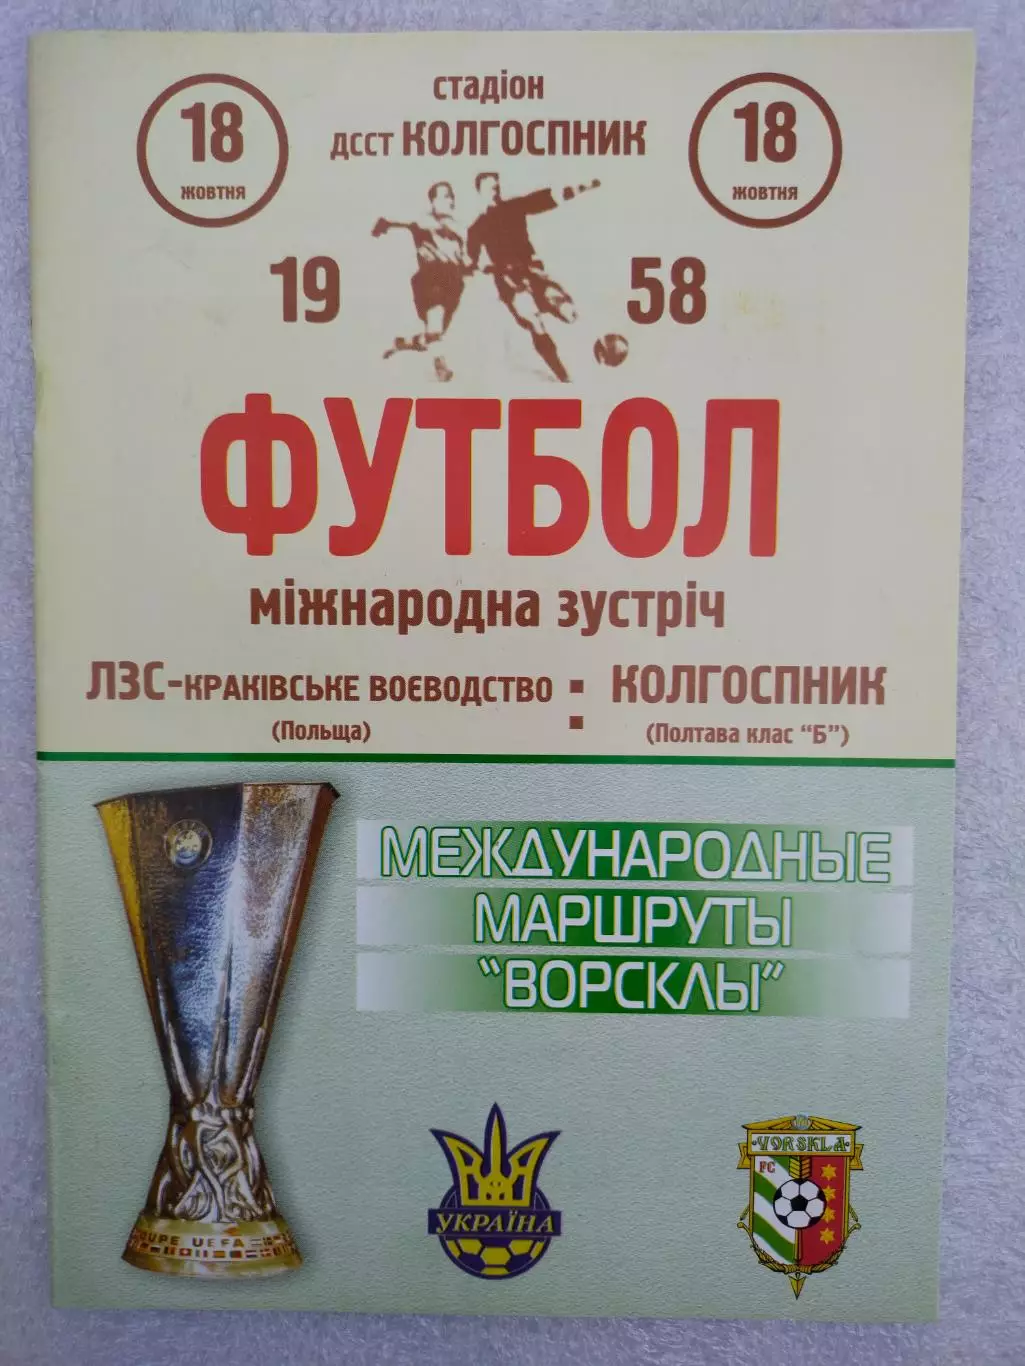 стадіон
дсст КОЛГОСПНИК
18
жовтня
18
жовтня
19 58
ФУТБОЛ
міжнародна зустріч
ЛЗС-краківське воєводство : КОЛГОСПНИК
(Польща) (Полтава клас “Б”)
МЕЖДУНАРОДНЫЕ
МАРШРУТЫ
“ВОРСКЛЫ”
COUPE UEFA
УКРАЇНА
VORSKLA
FC